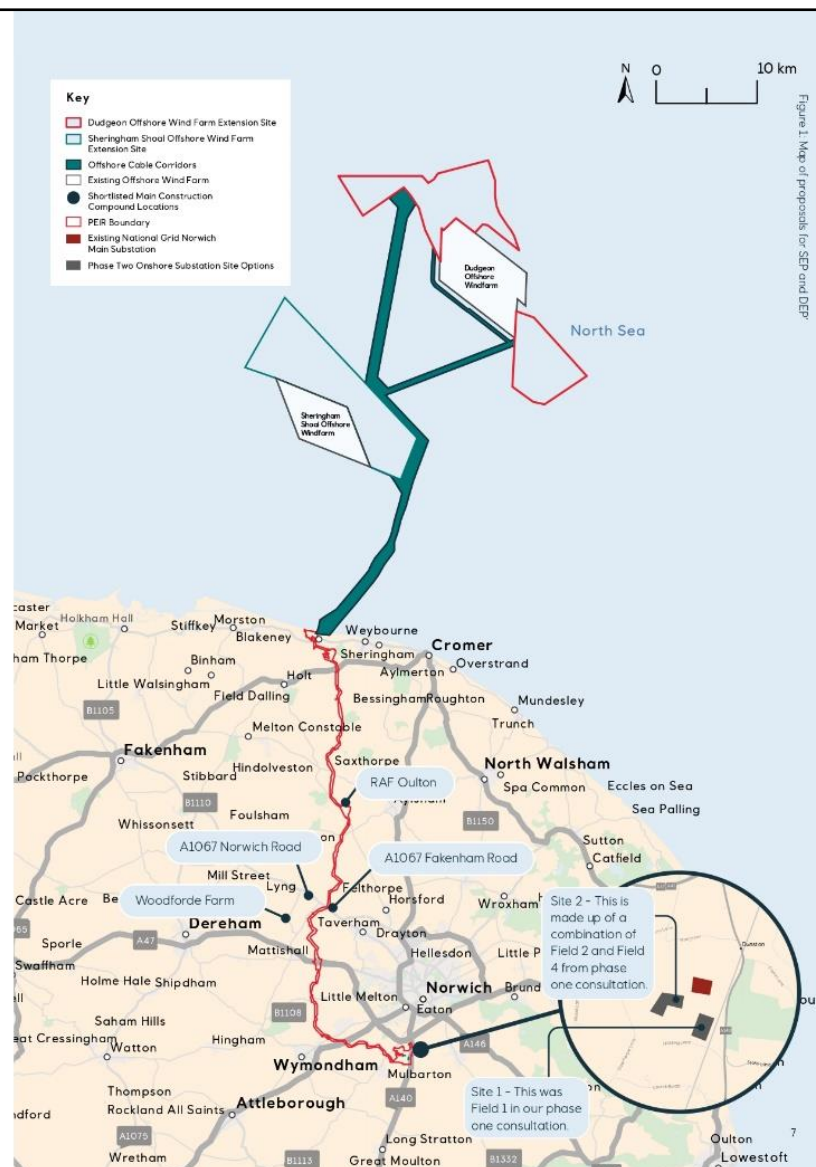 Key
Dudgeon Offshore Wind Farm Extension Site
Sheringham Shoal Offshore Wind Farm
Extension Site
Offshore Cable Corridors
Existing Offshore Wind Farm
Shortlisted Main Construction
Compound Locations
PEIR Boundary
Existing National Grid Norwich
Main Substation
Phase Two Onshore Substation Site Options
N
0 10 km
Figure 1: Map of proposals for SEP and DEP'
Dudgeon
Offshore
Windfarm
North Sea
Sheringham
Shoal Offshore
Windfarm
caster
Market
Holkham Hall
Stiffkey
Morston
Blakeney
Weybourne
Sheringham
Cromer
Overstrand
Aylmerton
ham Thorpe
Binham
Little Walsingham
Field Dalling
Holt
Bessingham
Roughton
Mundesley
Trunch
B1105
Melton Constable
Fakenham
Hindolveston
Saxthorpe
North Walsham
Stibbard
Pockthorpe
RAF Oulton
Spa Common
Eccles on Sea
Sea Palling
B1110
Foulsham
Whissonsett
B1150
Sutton
Catfield
A1067 Norwich Road
A1067 Fakenham Road
Mill Street
Lyng
Felthorpe
Horsford
Castle Acre
Woodforde Farm
Wroxham
Dereham
Taverham
Drayton
A47
Sporle
Mattishall
Hellesdon
Little P
Swaffham
Holme Hale
Shipdham
Norwich
Brund
Little Melton
Eaton
B1108
Saham Hills
eat Cressingham
Watton
Hingham
Wymondham
Mulbarton
A146
A140
Thompson
Rockland All Saints
Attleborough
ndford
A1075
Wretham
Long Stratton
B1113
Great Moulton
B1332
Oulton
Lowestoft
Site 2 - This is
made up of a
combination of
Field 2 and Field
4 from phase
one consultation.
Site 1 - This was
Field 1 in our phase
one consultation.
7